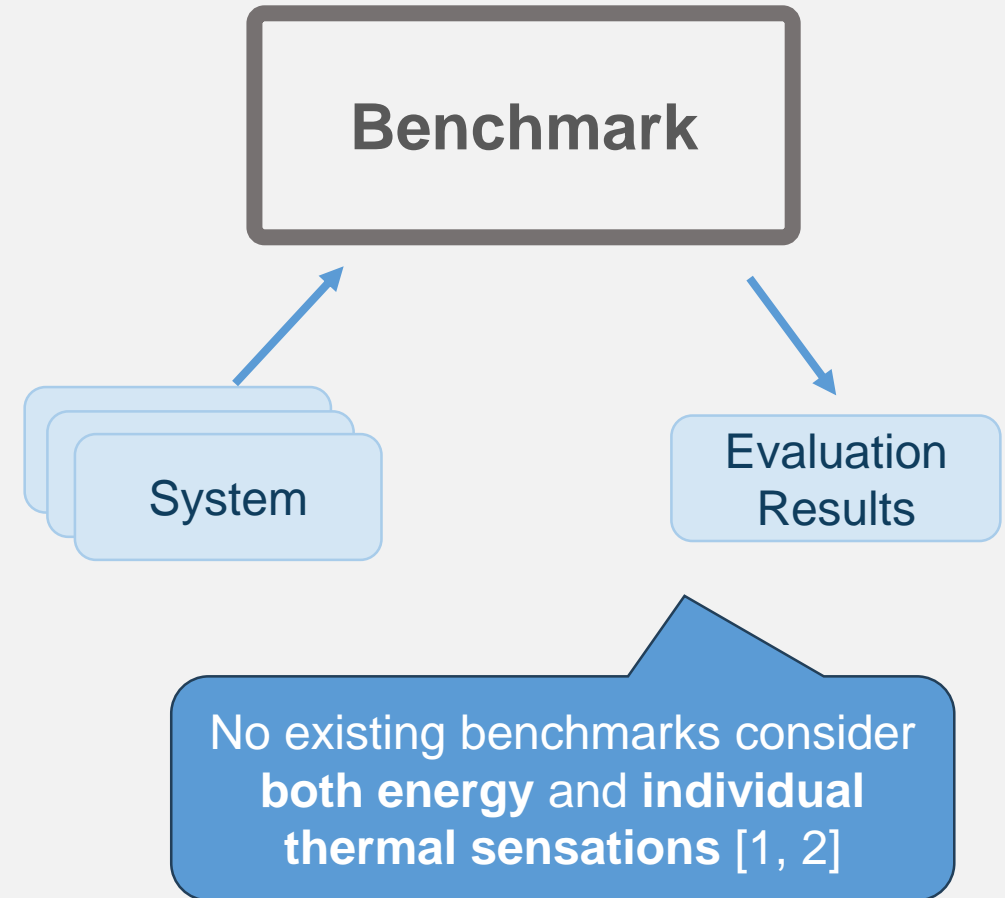 Benchmark
System
Evaluation
Results
No existing benchmarks consider
both energy and individual
thermal sensations [1, 2]